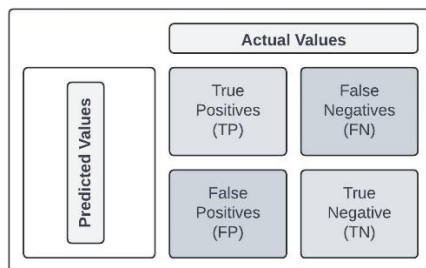 Actual Values
Predicted Values
True
Positives
(TP)
False
Negatives
(FN)
False
Positives
(FP)
True
Negative
(TN)